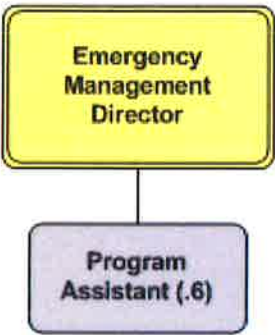 Emergency
Management
Director
Program
Assistant (.6)